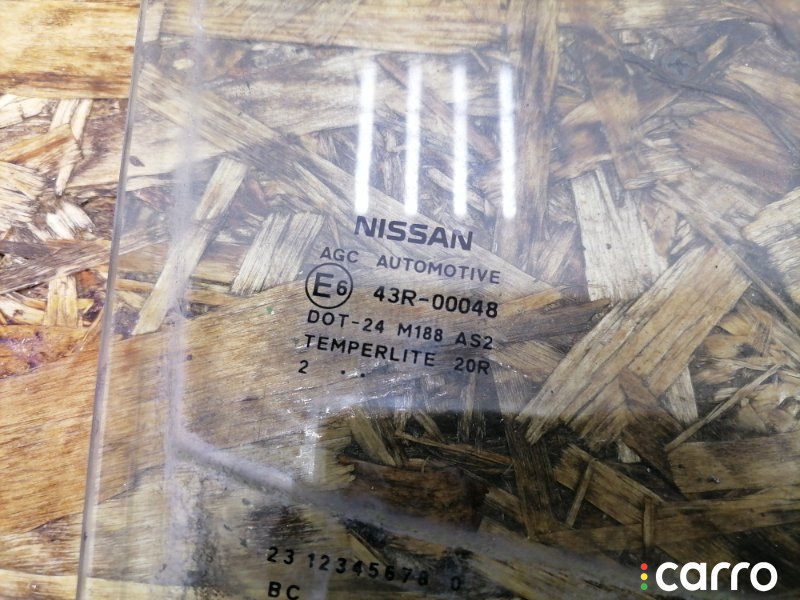 NISSAN
AGC AUTOMOTIVE
E6 43R-00048
DOT-24 M188 AS2
TEMPERLITE 20R
2 ..
23 12345678 0
BC
carro